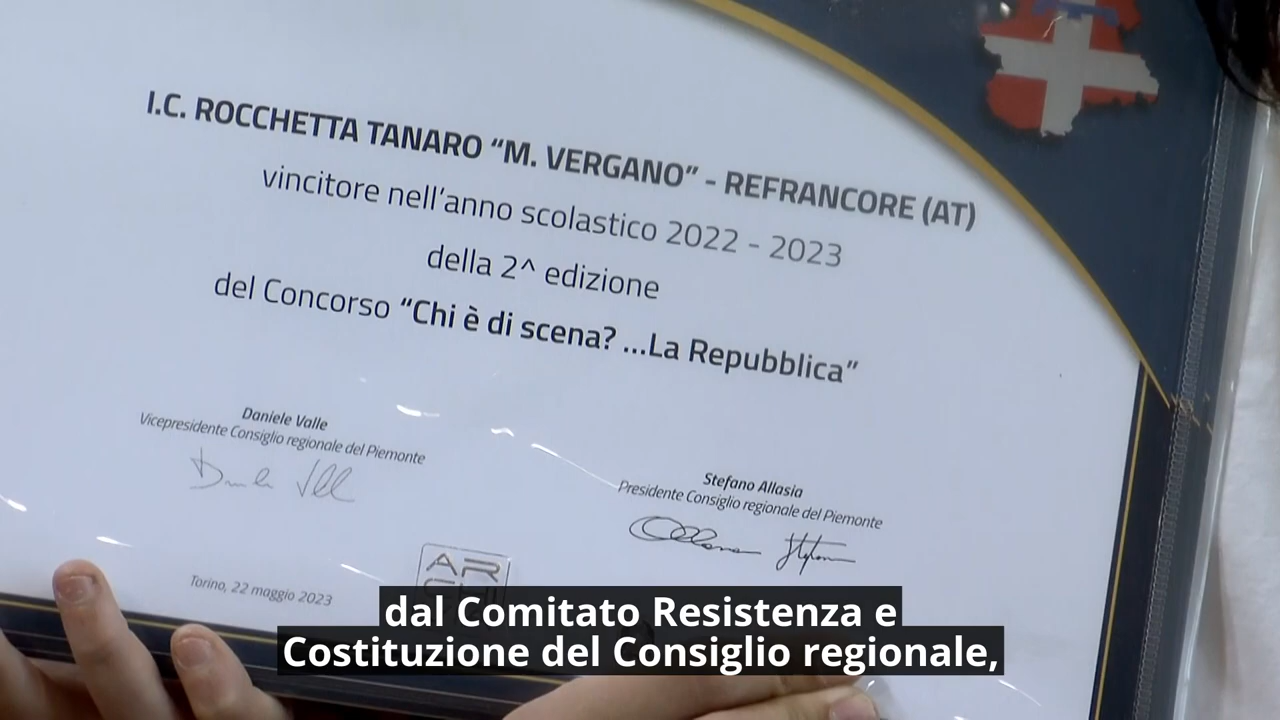 I.C. ROCCHETTA TANARO “M. VERGANO” - REFRANCORE (AT)
vincitore nell’anno scolastico 2022 - 2023
della 2^ edizione
del Concorso “Chi è di scena? ...La Repubblica”
Daniele Valle
Vicepresidente Consiglio regionale del Piemonte
Stefano Allasia
Presidente Consiglio regionale del Piemonte
Torino, 22 maggio 2023
AR
dal Comitato Resistenza e
Costituzione del Consiglio regionale,